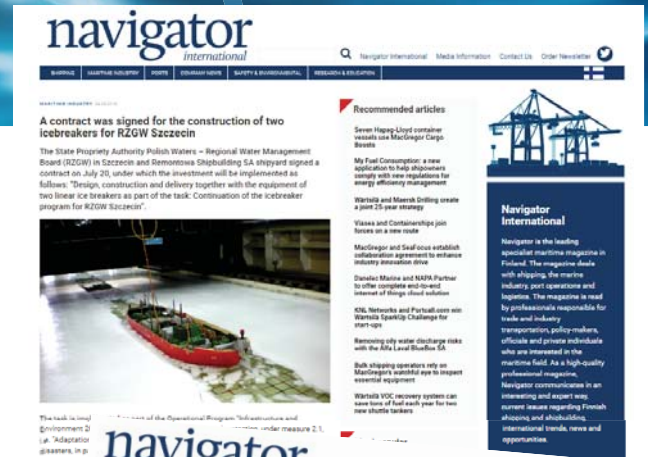 navigator
international
Navigator International Media Information Contact Us Order Newsletter
SHIPPING MARITIME INDUSTRY PORTS COMPANY NEWS SAFETY & ENVIRONMENTAL RESEARCH & EDUCATION
MARITIME INDUSTRY
A contract was signed for the construction of two
icebreakers for RZGW Szczecin
The State Propriety Authority Polish Waters – Regional Water Management
Board (RZGW) in Szczecin and Remontowa Shipbuilding SA shipyard signed a
contract on July 20, under which the investment will be implemented as
follows: "Design, construction and delivery together with the equipment of
two linear ice breakers as part of the task: Continuation of the icebreaker
program for RZGW Szczecin".
The task is
part of the Operational Program "Infrastructure and
Environment
under measure 2.1,
"Adaptation
disasters, in
navigator
Recommended articles
Seven Hapag-Lloyd container
vessels use MacGregor Cargo
Boosts
My Fuel Consumption: a new
application to help shipowners
comply with new regulations for
energy efficiency management
Wärtsilä and Maersk Drilling create
a joint 25-year strategy
Viasea and Containerships join
forces on a new route
MacGregor and SeaFocus establish
collaboration agreement to enhance
industry innovation drive
Danelec Marine and NAPA Partner
to offer complete end-to-end
internet of things cloud solution
KNL Networks and Portcall.com win
Wärtsilä SparkUp Challenge for
start-ups
Removing oily water discharge risks
with the Alfa Laval BlueBox SA
Bulk shipping operators rely on
MacGregor's watchful eye to inspect
essential equipment
Wärtsilä VOC recovery system can
save tons of fuel each year for two
new shuttle tankers
Navigator
International
Navigator is the leading
specialist maritime magazine in
Finland. The magazine deals
with shipping, the marine
industry, port operations and
logistics. The magazine is read
by professionals responsible for
trade and industry
transportation, policy-makers,
officials and private individuals
who are interested in the
maritime field. As a high-quality
professional magazine,
Navigator communicates in an
interesting and expert way,
current issues regarding Finnish
shipping and shipbuilding,
international trends, news and
opportunities.